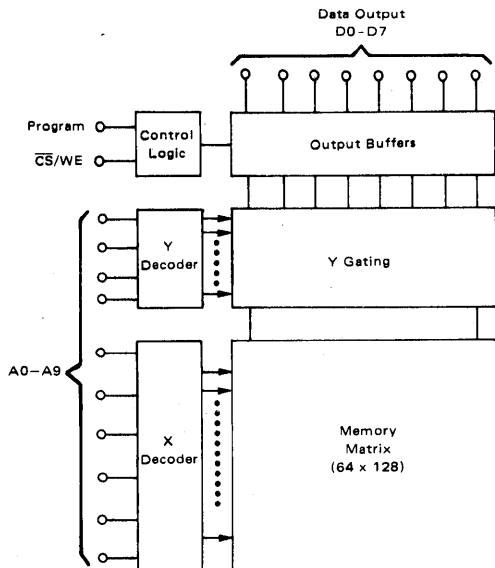 Data Output
D0-D7
Program
Control
Logic
Output Buffers
CS/WE
Y
Decoder
Y Gating
A0-A9
X
Decoder
Memory
Matrix
(64 x 128)